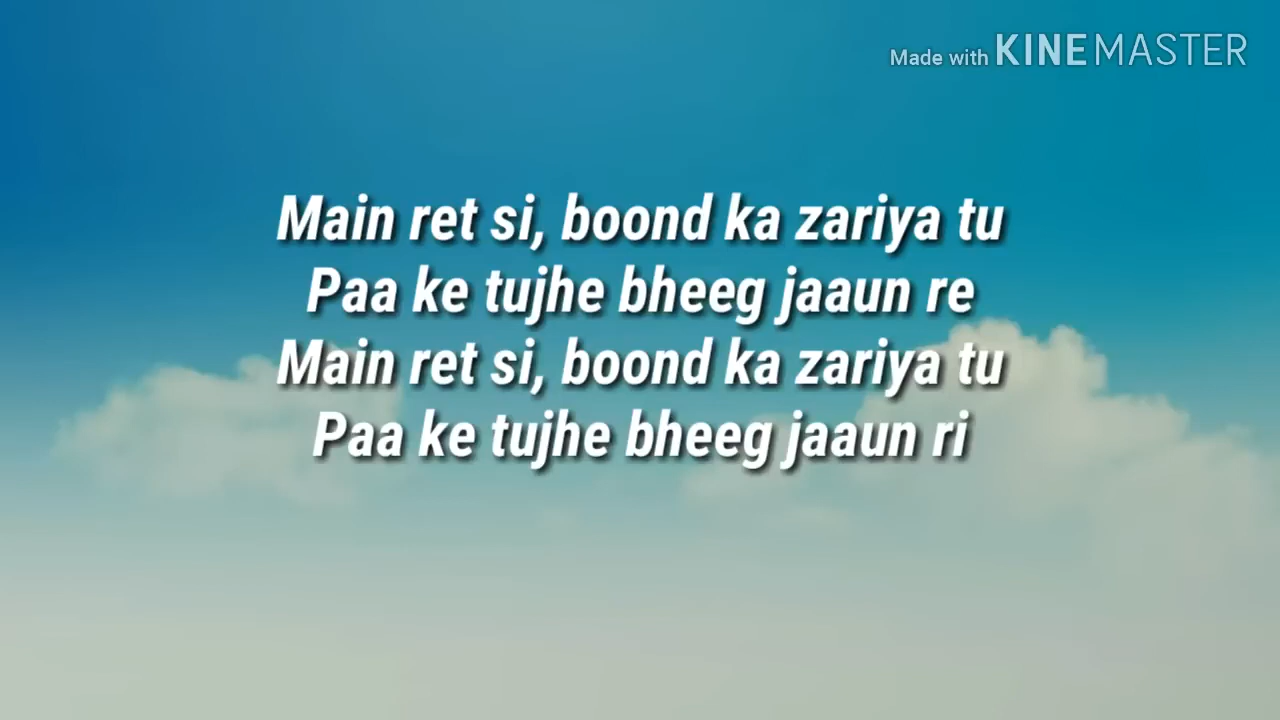 Made with KINEMASTER
Main ret si, boond ka zariya tu
Paa ke tujhe bheeg jaaun re
Main ret si, boond ka zariya tu
Paa ke tujhe bheeg jaaun ri